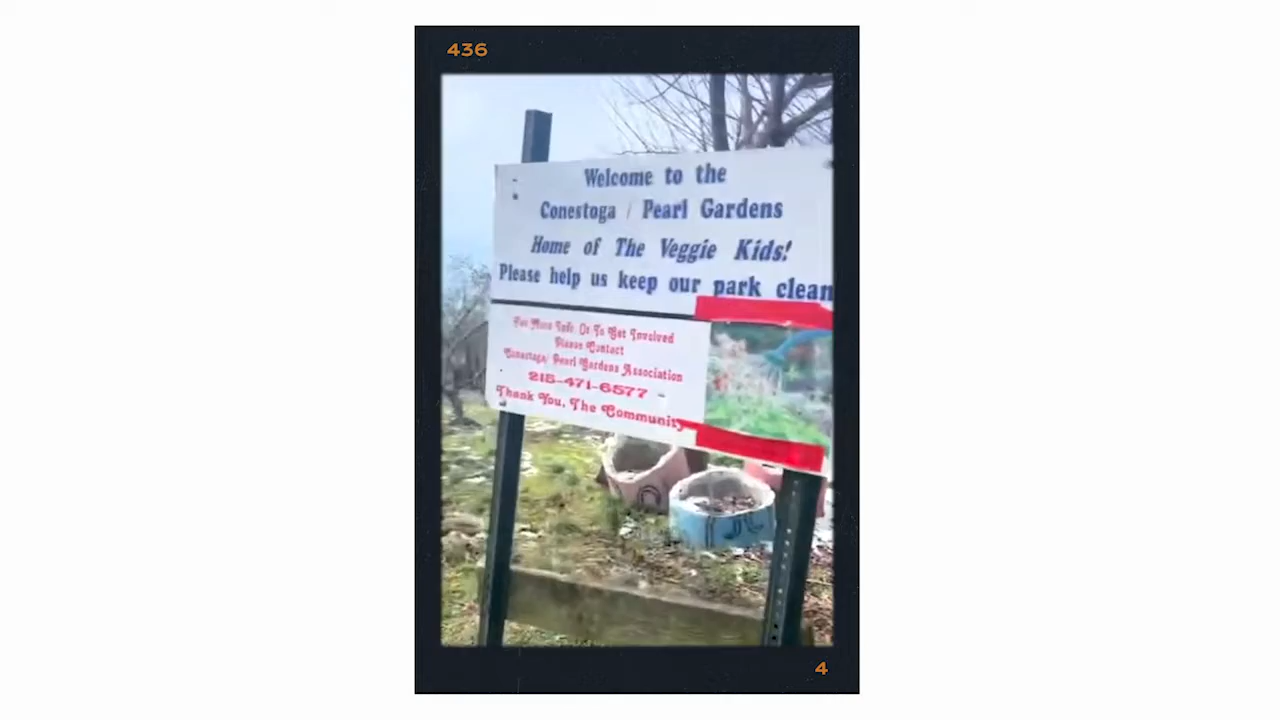 436
Welcome to the
Conestoga / Pearl Gardens
Home of The Veggie Kids!
Please help us keep our park clean
For More Info. Or To Get Involved
Please Contact
Conestoga/ Pearl Gardens Association
215-471-6577
Thank You, The Community
4